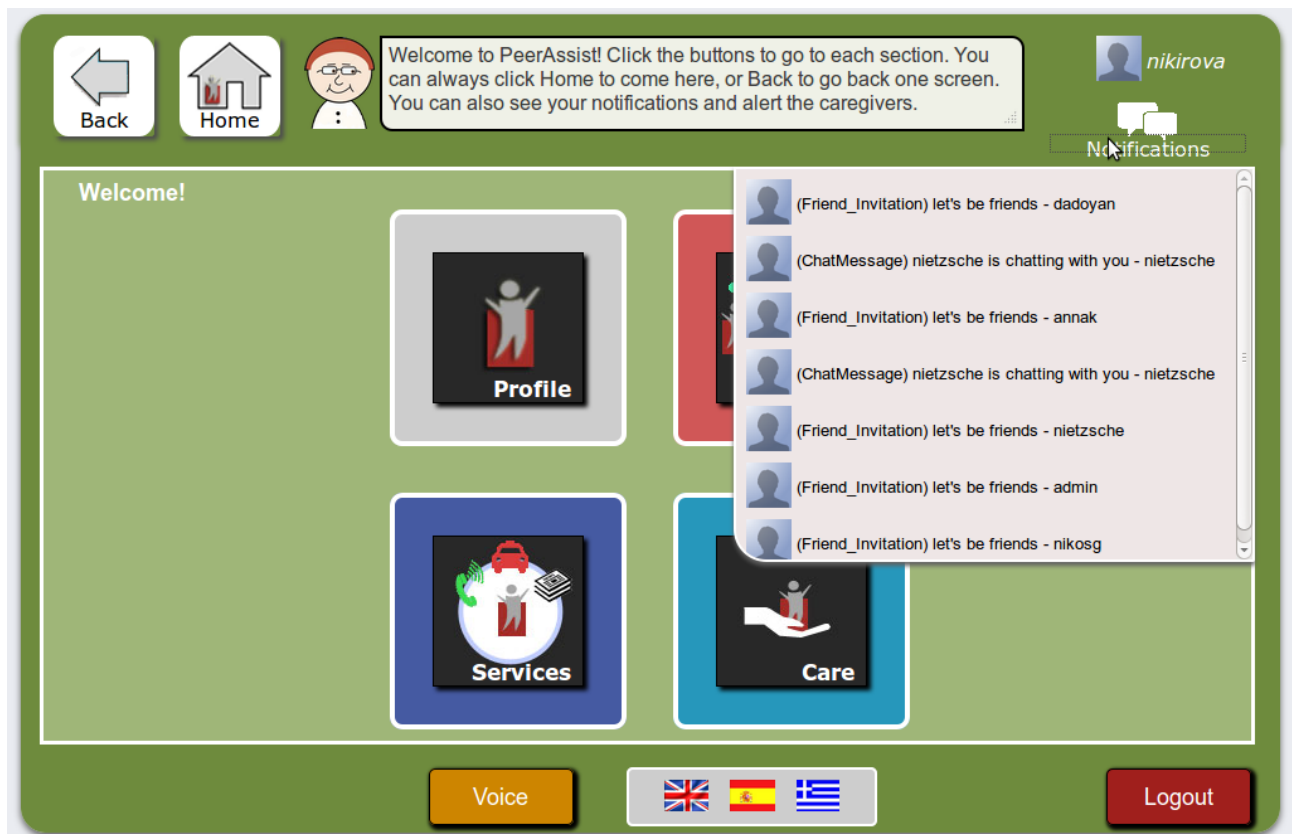 Back
Home
Welcome to PeerAssist! Click the buttons to go to each section. You
can always click Home to come here, or Back to go back one screen.
You can also see your notifications and alert the caregivers.
nikirova
Notifications
Welcome!
(Friend_Invitation) let's be friends - dadoyan
(ChatMessage) nietzsche is chatting with you - nietzsche
(Friend_Invitation) let's be friends - annak
(ChatMessage) nietzsche is chatting with you - nietzsche
(Friend_Invitation) let's be friends - nietzsche
(Friend_Invitation) let's be friends - admin
(Friend_Invitation) let's be friends - nikosg
Profile
Services
Care
Voice
Logout